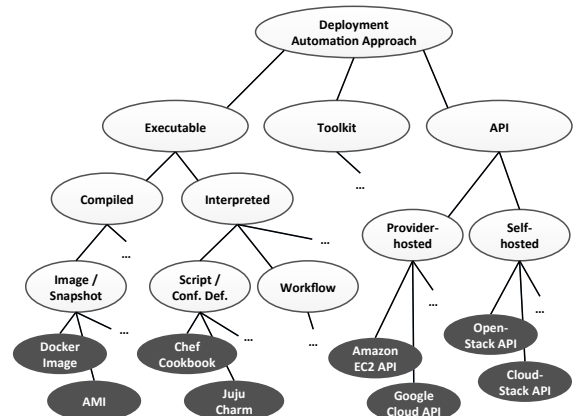 Deployment
Automation Approach
Executable
Toolkit
API
...
Compiled
Interpreted
...
...
Provider-
hosted
Self-
hosted
Image /
Snapshot
Script /
Conf. Def.
Workflow
...
...
...
...
...
Docker
Image
Chef
Cookbook
Amazon
EC2 API
Open-
Stack API
AMI
Juju
Charm
Google
Cloud API
Cloud-
Stack API